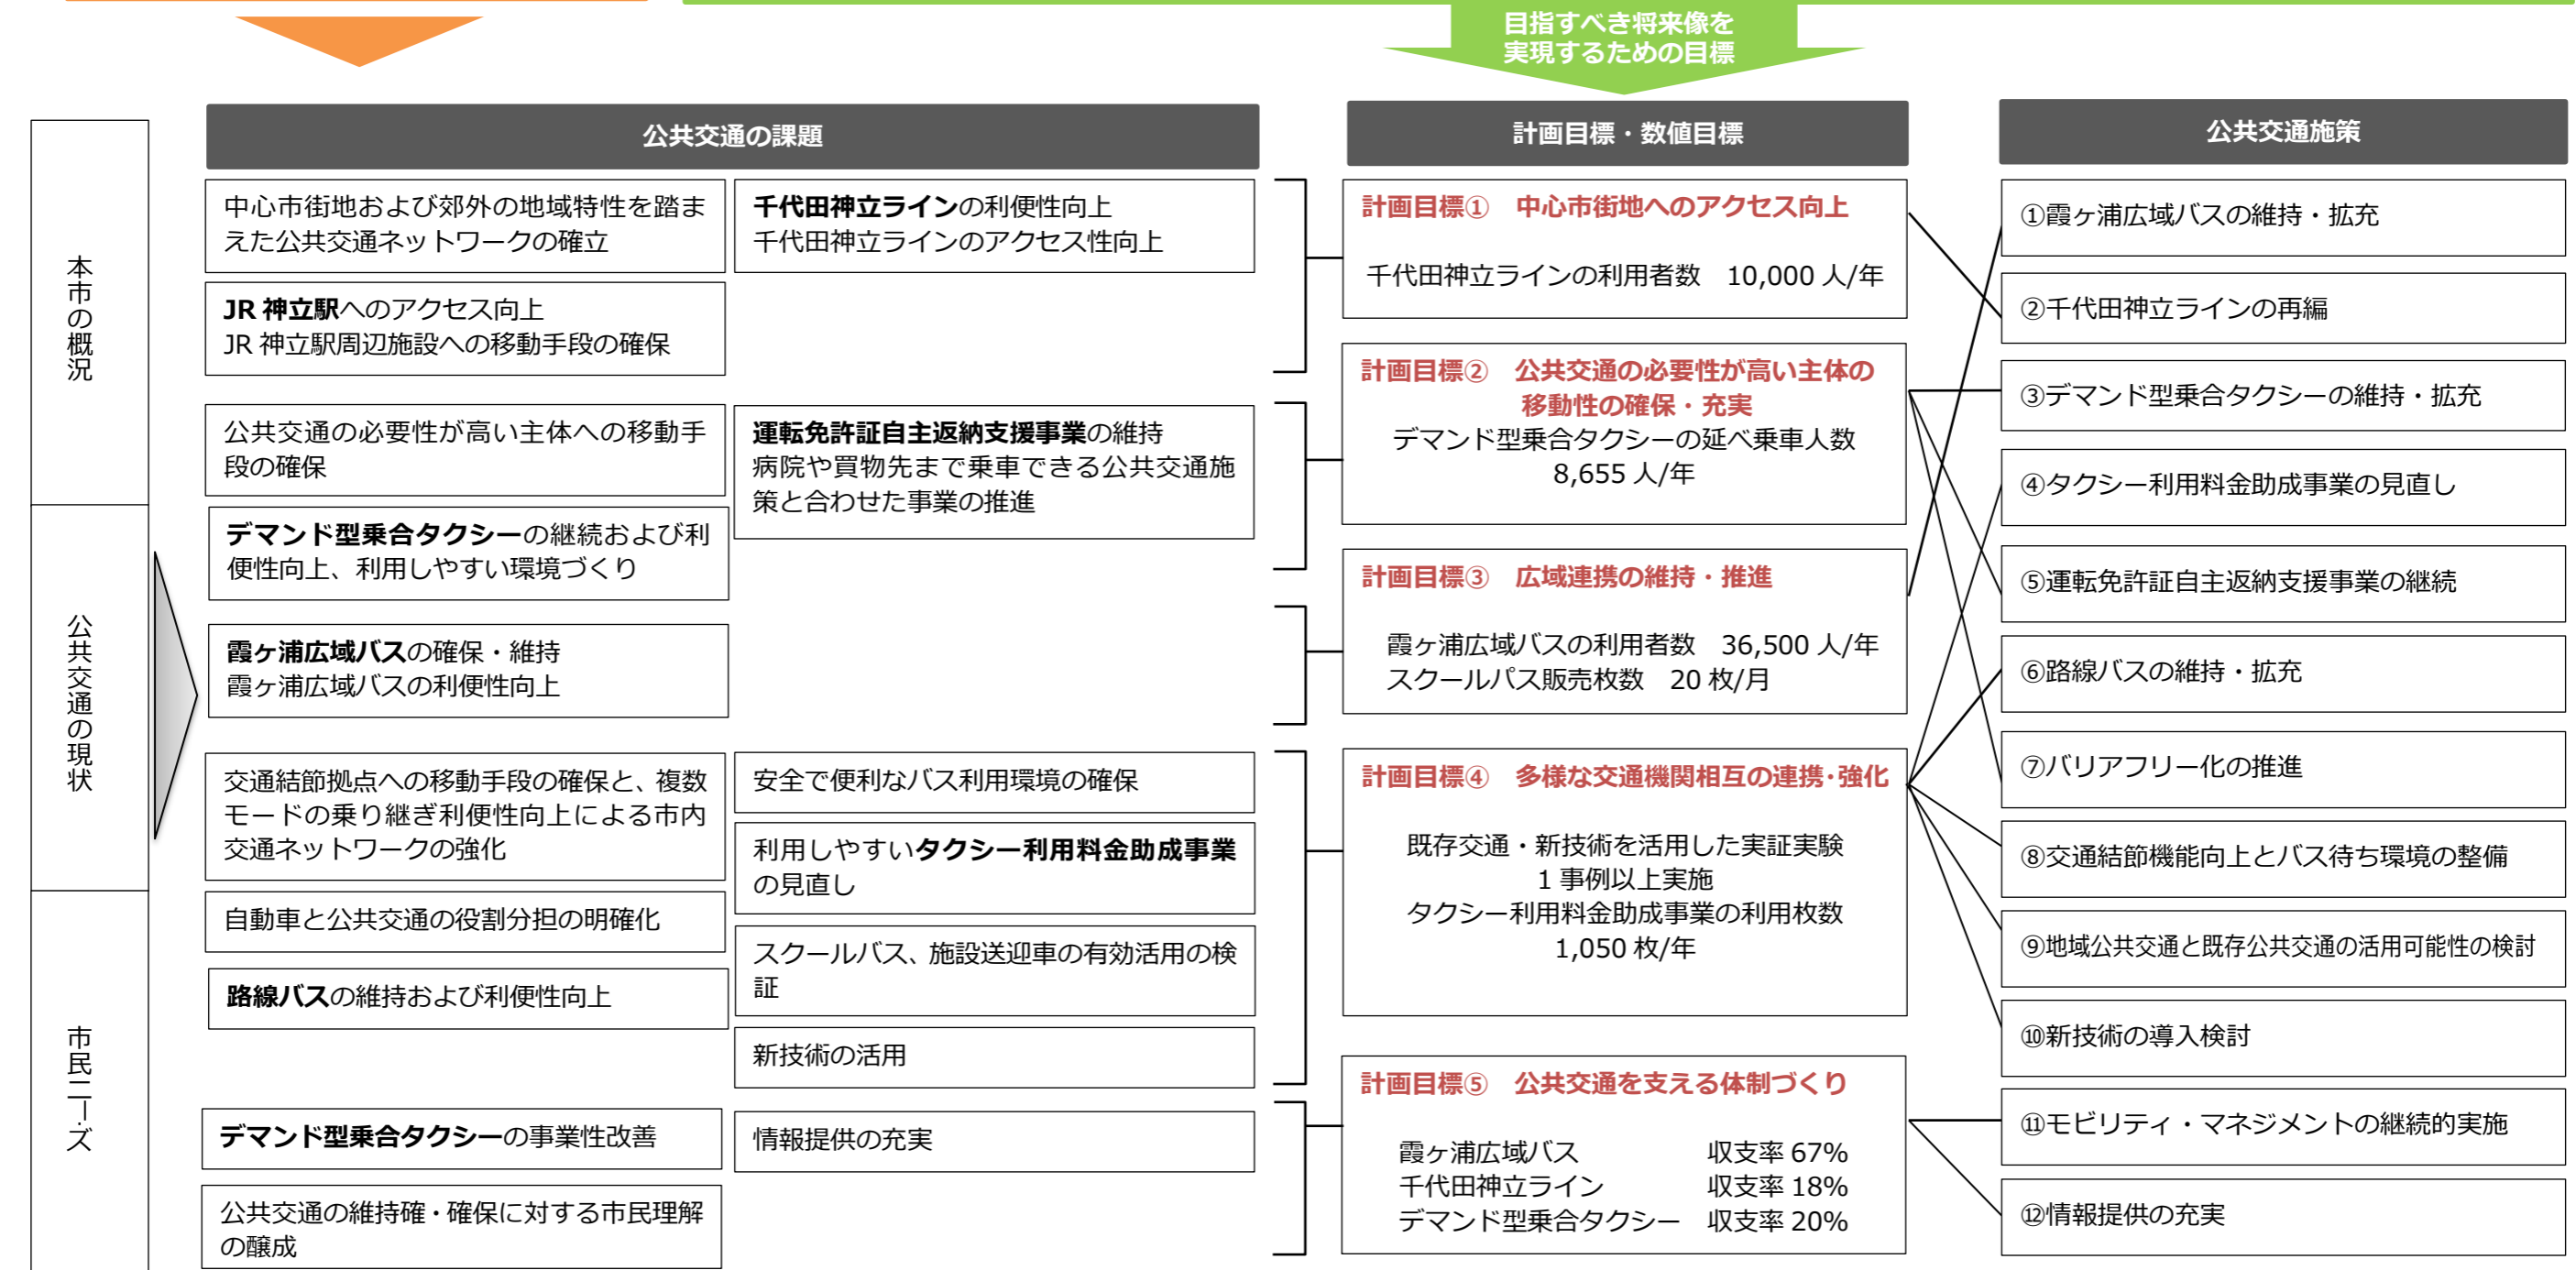 目指すべき将来像を
実現するための目標
本市の概況
公共交通の現状
市民ニーズ
公共交通の課題
中心市街地および郊外の地域特性を踏ま
えた公共交通ネットワークの確立
千代田神立ラインの利便性向上
千代田神立ラインのアクセス性向上
JR 神立駅へのアクセス向上
JR 神立駅周辺施設への移動手段の確保
公共交通の必要性が高い主体への移動手
段の確保
運転免許証自主返納支援事業の維持
病院や買物先まで乗車できる公共交通施
策と合わせた事業の推進
デマンド型乗合タクシーの継続および利
便性向上、利用しやすい環境づくり
霞ヶ浦広域バスの確保・維持
霞ヶ浦広域バスの利便性向上
交通結節拠点への移動手段の確保と、複数
モードの乗り継ぎ利便性向上による市内
交通ネットワークの強化
安全で便利なバス利用環境の確保
利用しやすいタクシー利用料金助成事業
の見直し
自動車と公共交通の役割分担の明確化
スクールバス、施設送迎車の有効活用の検
証
路線バスの維持および利便性向上
新技術の活用
デマンド型乗合タクシーの事業性改善
情報提供の充実
公共交通の維持確・確保に対する市民理解
の醸成
計画目標・数値目標
計画目標①　中心市街地へのアクセス向上
千代田神立ラインの利用者数　10,000 人/年
計画目標②　公共交通の必要性が高い主体の
移動性の確保・充実
デマンド型乗合タクシーの延べ乗車人数
8,655 人/年
計画目標③　広域連携の維持・推進
霞ヶ浦広域バスの利用者数　36,500 人/年
スクールパス販売枚数　20 枚/月
計画目標④　多様な交通機関相互の連携・強化
既存交通・新技術を活用した実証実験
1 事例以上実施
タクシー利用料金助成事業の利用枚数
1,050 枚/年
計画目標⑤　公共交通を支える体制づくり
霞ヶ浦広域バス　収支率 67%
千代田神立ライン　収支率 18%
デマンド型乗合タクシー　収支率 20%
公共交通施策
①霞ヶ浦広域バスの維持・拡充
②千代田神立ラインの再編
③デマンド型乗合タクシーの維持・拡充
④タクシー利用料金助成事業の見直し
⑤運転免許証自主返納支援事業の継続
⑥路線バスの維持・拡充
⑦バリアフリー化の推進
⑧交通結節機能向上とバス待ち環境の整備
⑨地域公共交通と既存公共交通の活用可能性の検討
⑩新技術の導入検討
⑪モビリティ・マネジメントの継続的実施
⑫情報提供の充実